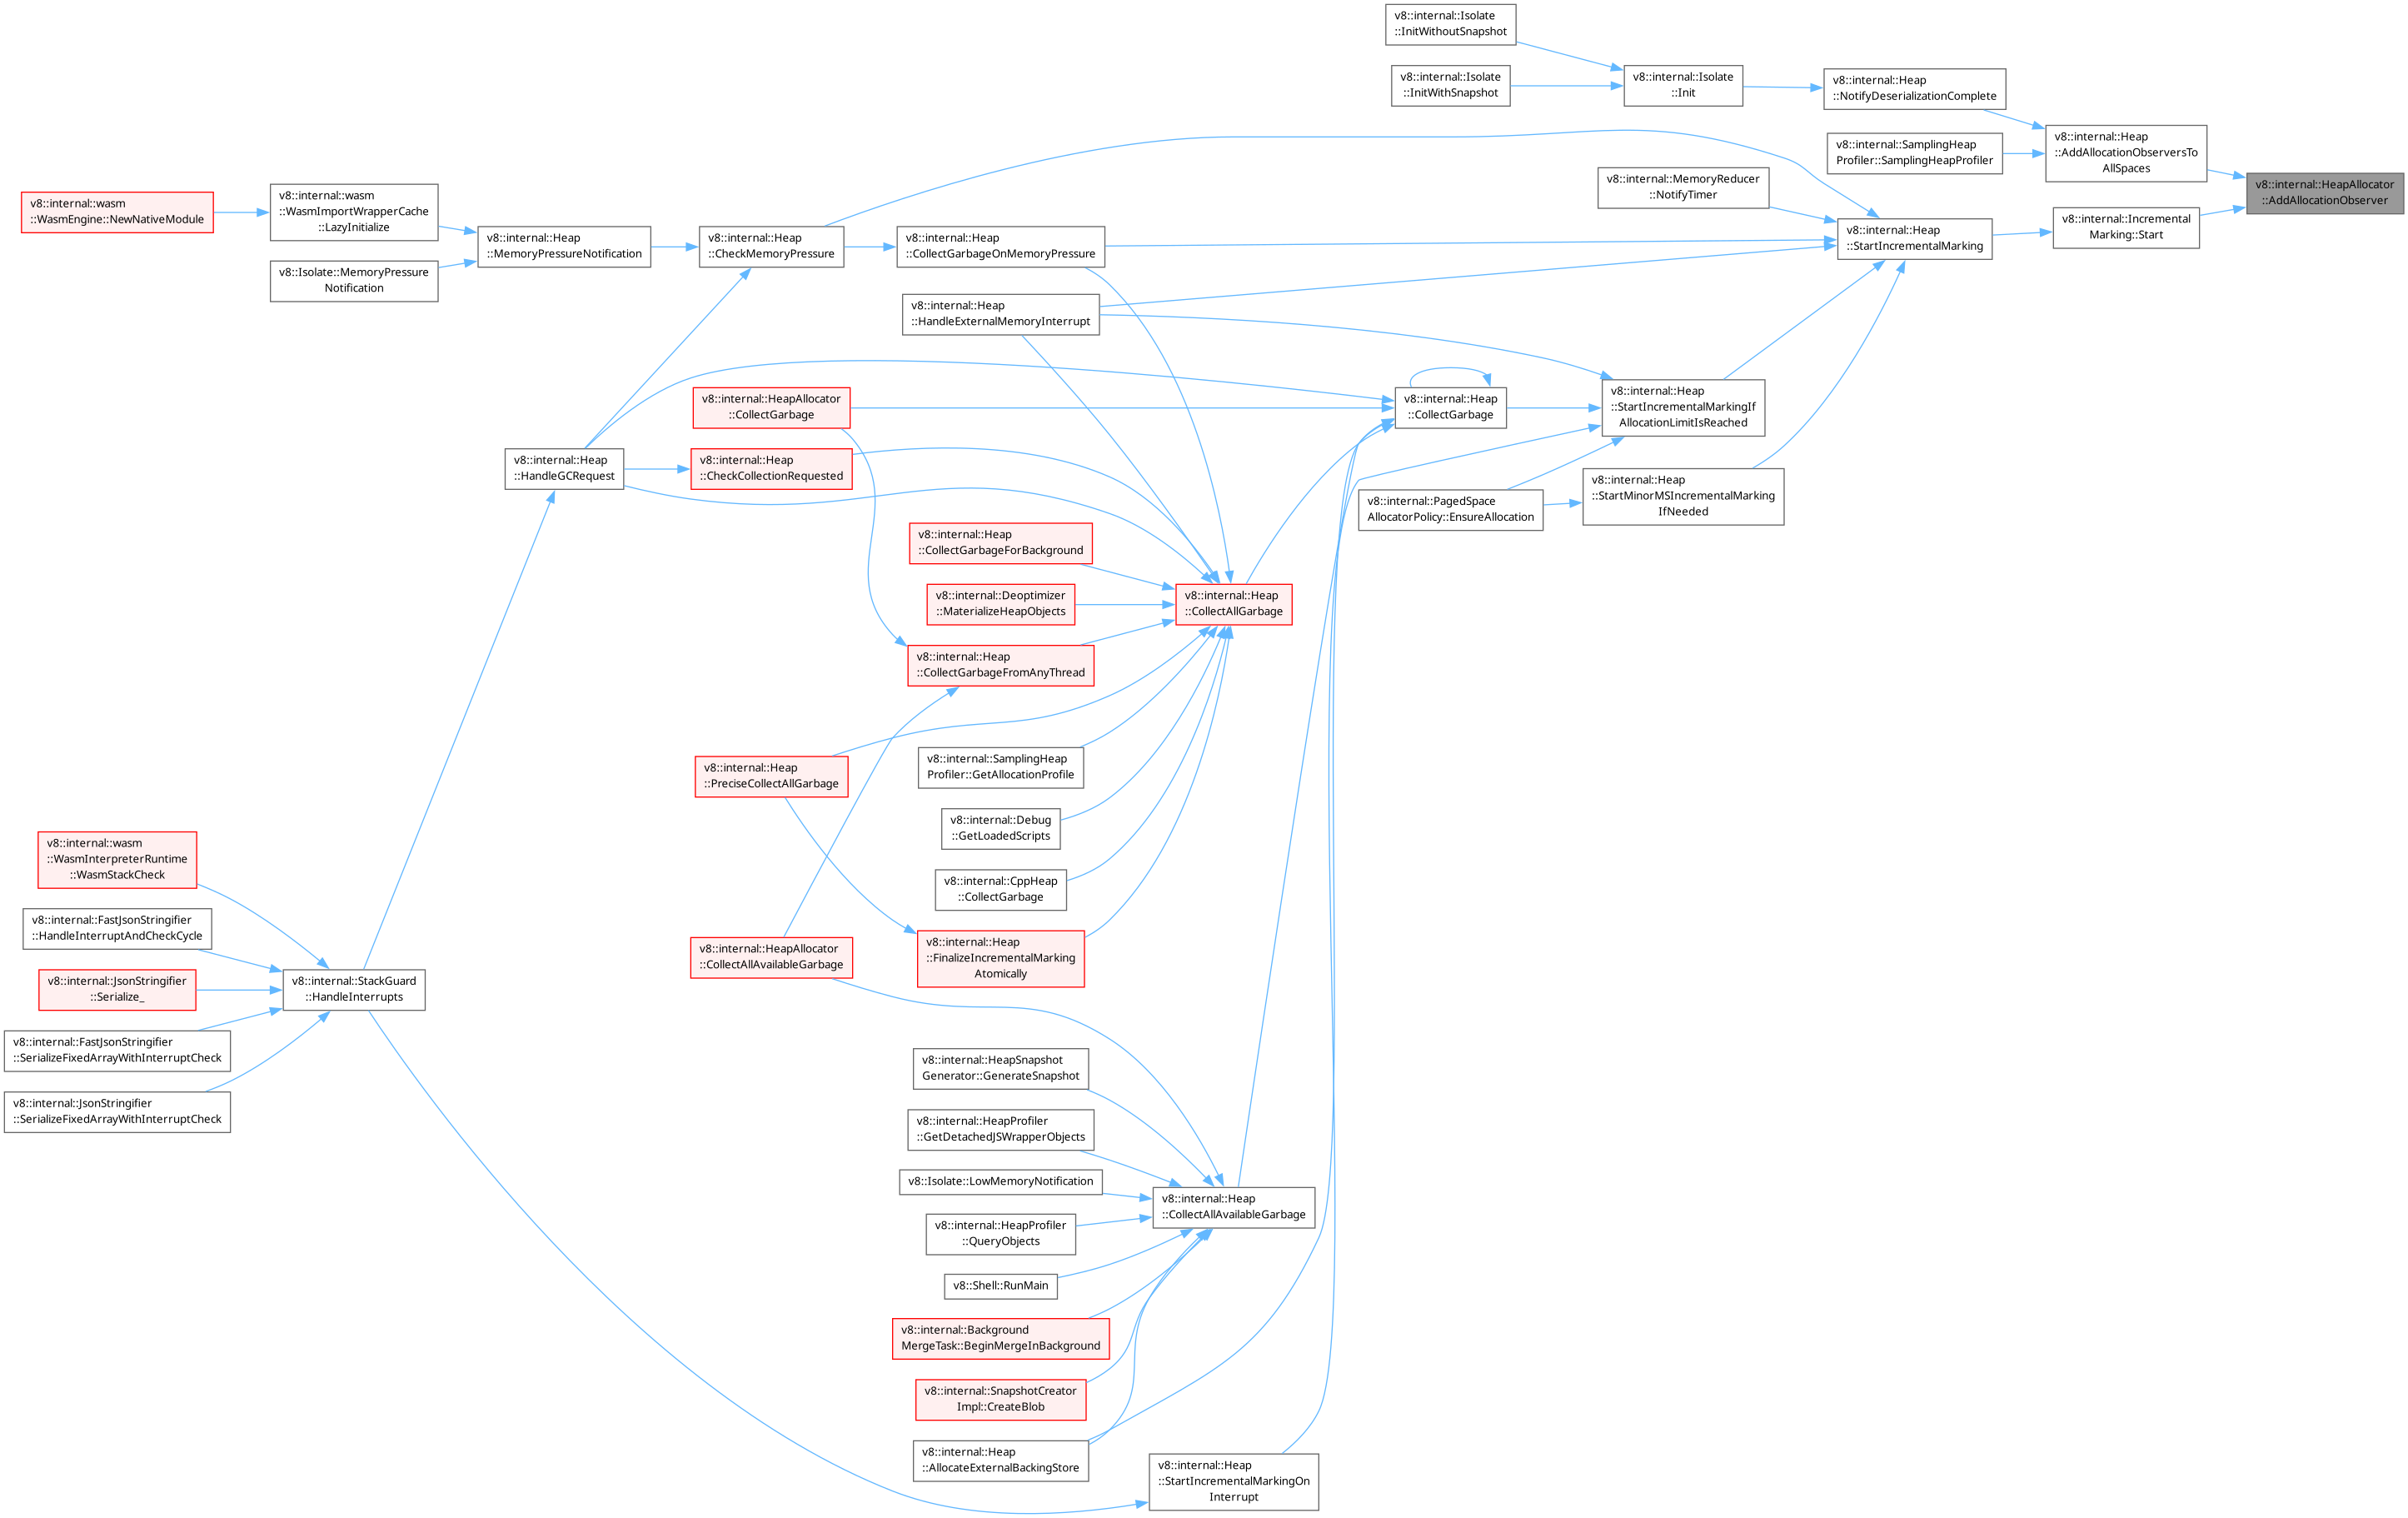 v8::internal::Isolate
::InitWithoutSnapshot
v8::internal::Isolate
::InitWithSnapshot
v8::internal::Isolate
::Init
v8::internal::Heap
::NotifyDeserializationComplete
v8::internal::SamplingHeap
Profiler::SamplingHeapProfiler
v8::internal::Heap
::AddAllocationObserversTo
AllSpaces
v8::internal::HeapAllocator
::AddAllocationObserver
v8::internal::MemoryReducer
::NotifyTimer
v8::internal::Heap
::StartIncrementalMarking
v8::internal::Incremental
Marking::Start
v8::internal::wasm
::WasmEngine::NewNativeModule
v8::internal::wasm
::WasmImportWrapperCache
::LazyInitialize
v8::Isolate::MemoryPressure
Notification
v8::internal::Heap
::MemoryPressureNotification
v8::internal::Heap
::CheckMemoryPressure
v8::internal::Heap
::CollectGarbageOnMemoryPressure
v8::internal::Heap
::HandleExternalMemoryInterrupt
v8::internal::HeapAllocator
::CollectGarbage
v8::internal::Heap
::CollectGarbage
v8::internal::Heap
::StartIncrementalMarkingIf
AllocationLimitIsReached
v8::internal::Heap
::HandleGCRequest
v8::internal::Heap
::CheckCollectionRequested
v8::internal::PagedSpace
AllocatorPolicy::EnsureAllocation
v8::internal::Heap
::StartMinorMSIncrementalMarking
IfNeeded
v8::internal::Heap
::CollectGarbageForBackground
v8::internal::Deoptimizer
::MaterializeHeapObjects
v8::internal::Heap
::CollectAllGarbage
v8::internal::Heap
::CollectGarbageFromAnyThread
v8::internal::Heap
::PreciseCollectAllGarbage
v8::internal::SamplingHeap
Profiler::GetAllocationProfile
v8::internal::Debug
::GetLoadedScripts
v8::internal::CppHeap
::CollectGarbage
v8::internal::HeapAllocator
::CollectAllAvailableGarbage
v8::internal::Heap
::FinalizeIncrementalMarking
Atomically
v8::internal::wasm
::WasmInterpreterRuntime
::WasmStackCheck
v8::internal::FastJsonStringifier
::HandleInterruptAndCheckCycle
v8::internal::JsonStringifier
::Serialize_
v8::internal::FastJsonStringifier
::SerializeFixedArrayWithInterruptCheck
v8::internal::JsonStringifier
::SerializeFixedArrayWithInterruptCheck
v8::internal::StackGuard
::HandleInterrupts
v8::internal::HeapSnapshot
Generator::GenerateSnapshot
v8::internal::HeapProfiler
::GetDetachedJSWrapperObjects
v8::Isolate::LowMemoryNotification
v8::internal::HeapProfiler
::QueryObjects
v8::Shell::RunMain
v8::internal::Background
MergeTask::BeginMergeInBackground
v8::internal::SnapshotCreator
Impl::CreateBlob
v8::internal::Heap
::AllocateExternalBackingStore
v8::internal::Heap
::CollectAllAvailableGarbage
v8::internal::Heap
::StartIncrementalMarkingOn
Interrupt